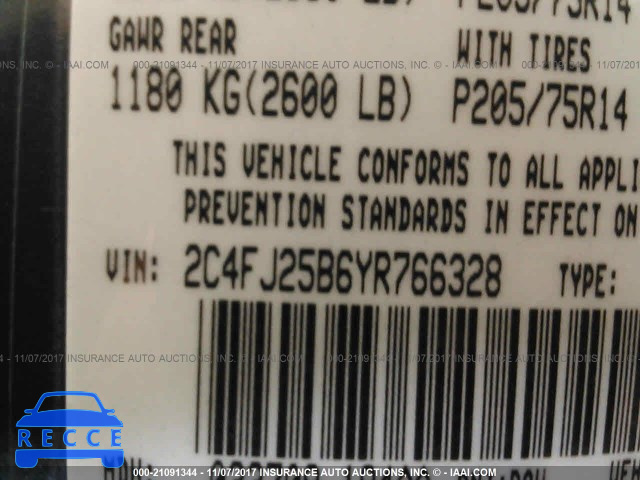 GAWR REAR WITH TIRES
1180 KG(2600 LB) P205/75R14
THIS VEHICLE CONFORMS TO ALL APPLI
PREVENTION STANDARDS IN EFFECT ON
VIN: 2C4FJ25B6YR766328 TYPE:
000-21091344 - 11/07/2017 INSURANCE AUTO AUCTIONS, INC. - © IAAI.COM
RECCE